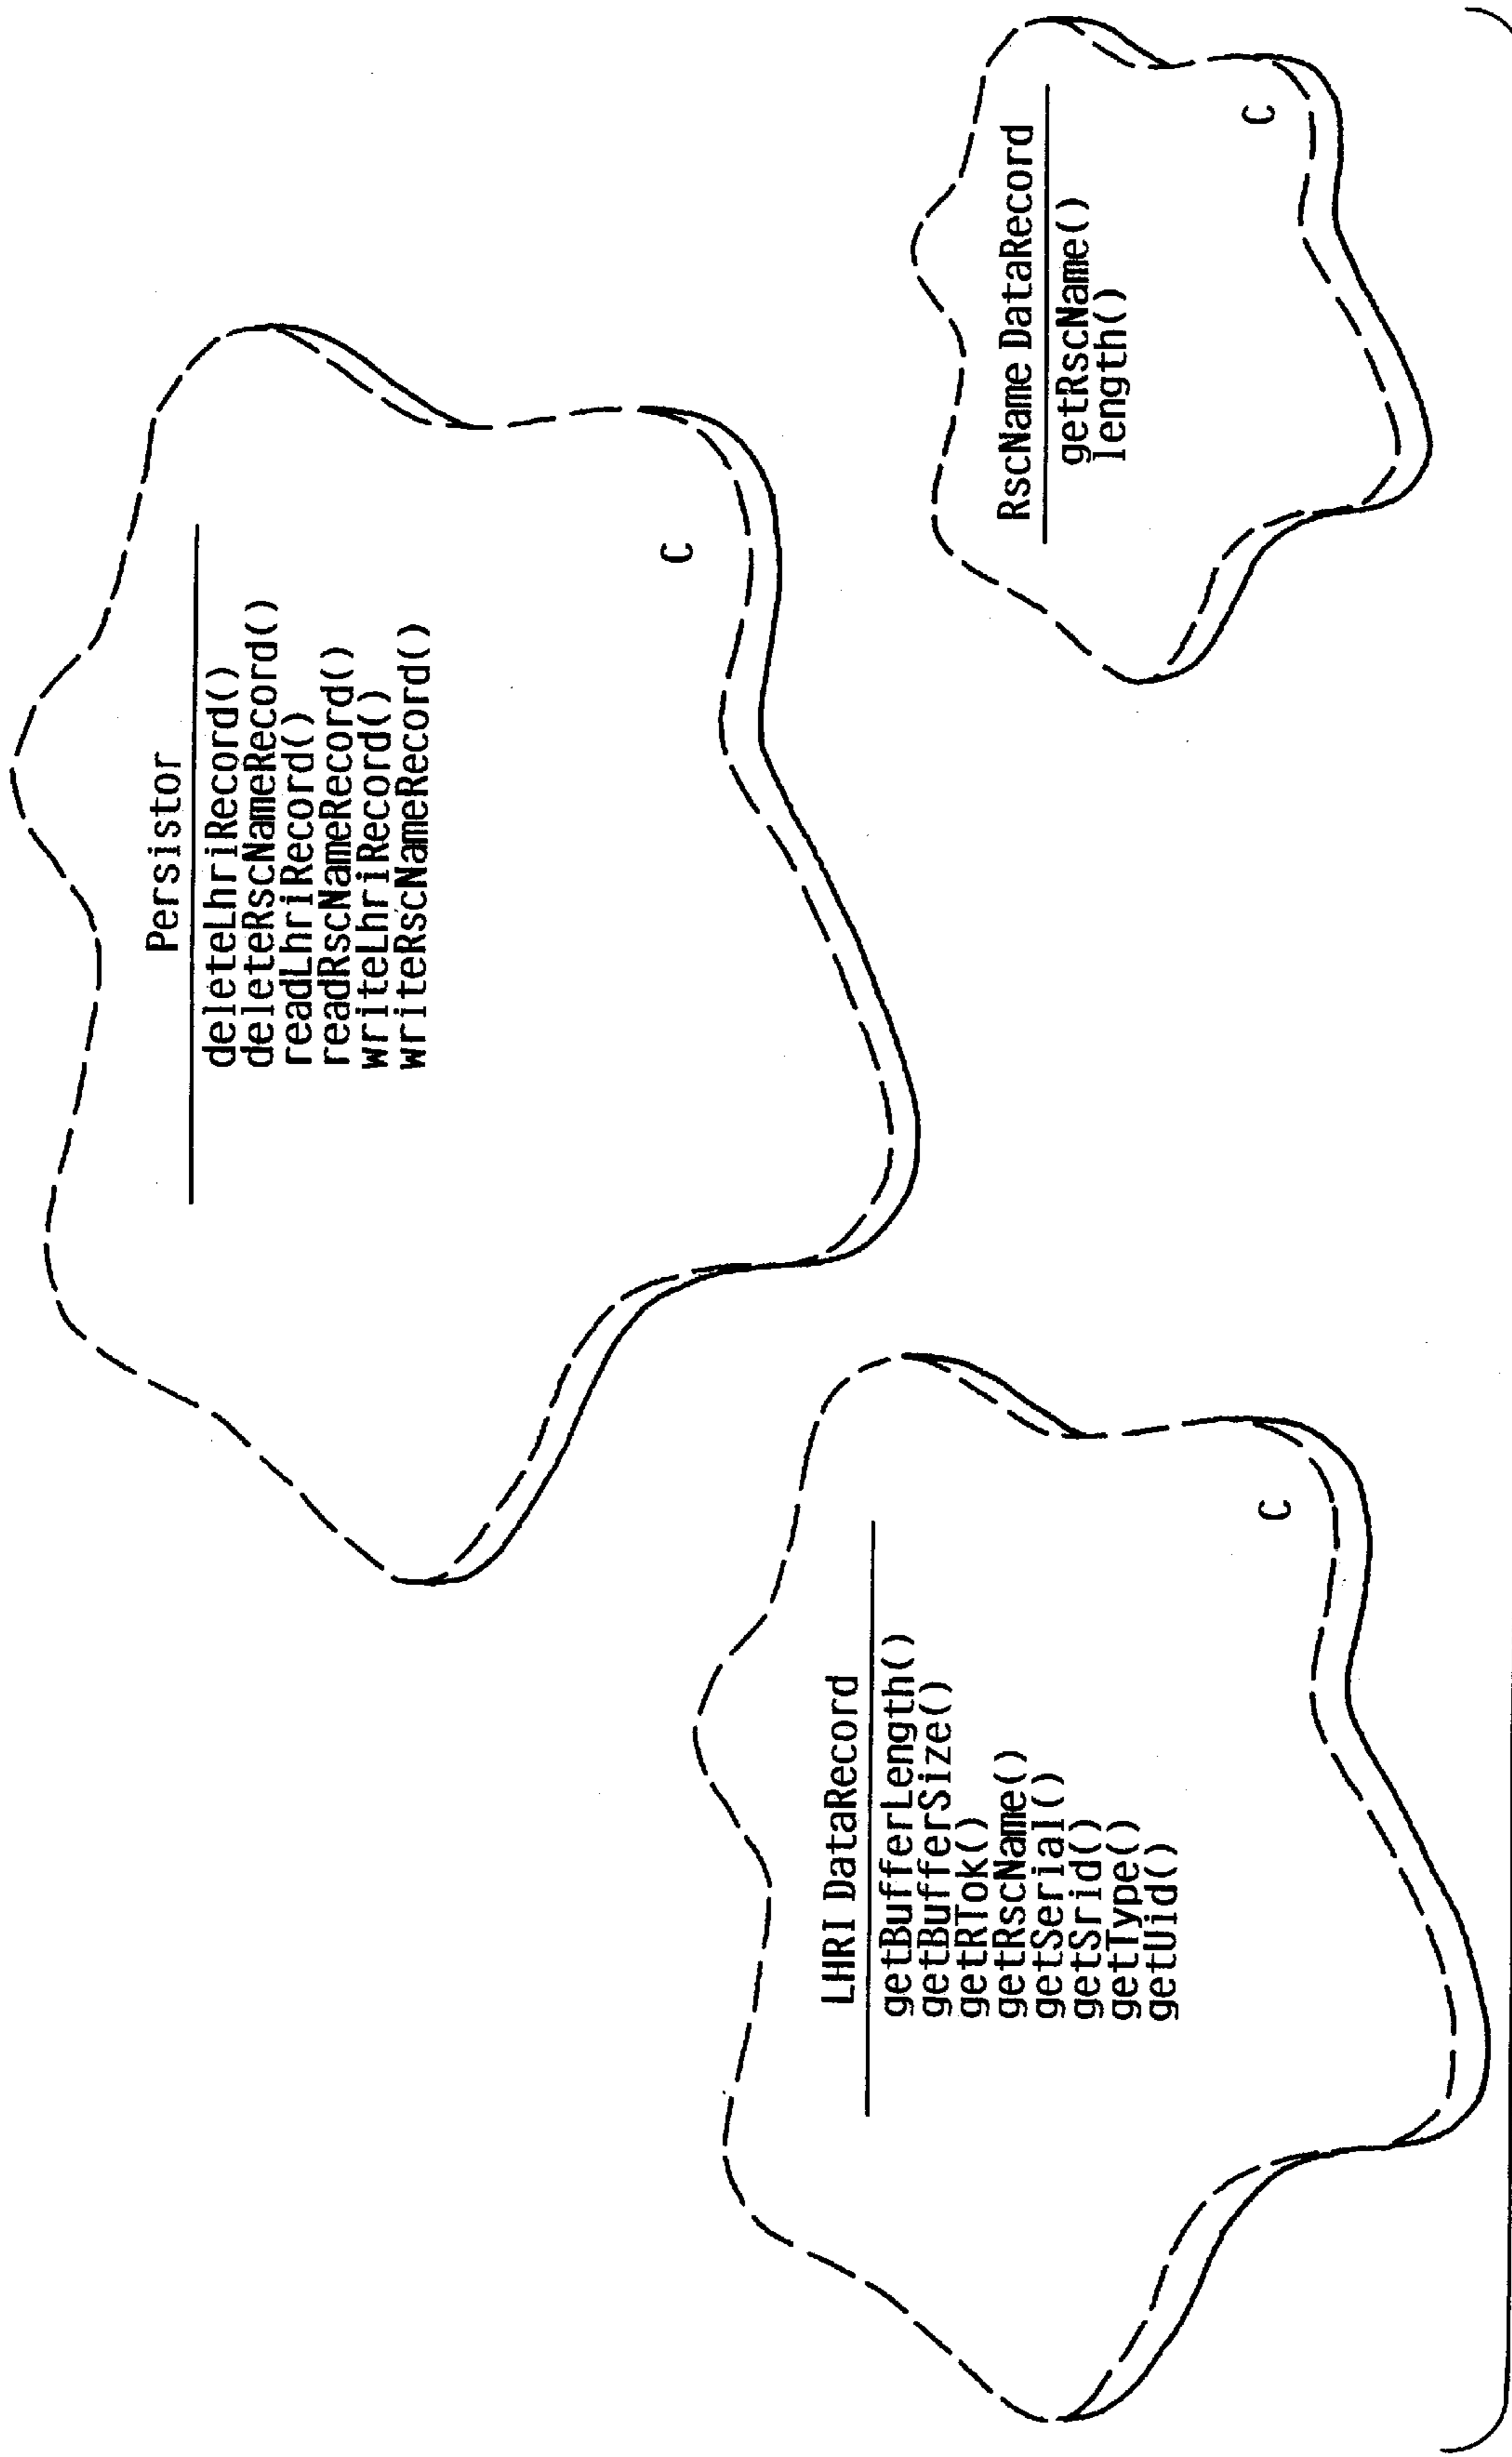 Persistor
deleteLhriRecord()
deleteRscNameRecord()
readLhriRecord()
readRscNameRecord()
writeLhriRecord()
writeRscNameRecord()
C
LHRI DataRecord
getBufferLength()
getBufferSize()
getRTok()
getRscName()
getSerial()
getSrid()
getType()
getUid()
C
RscName DataRecord
getRscName()
length()
C